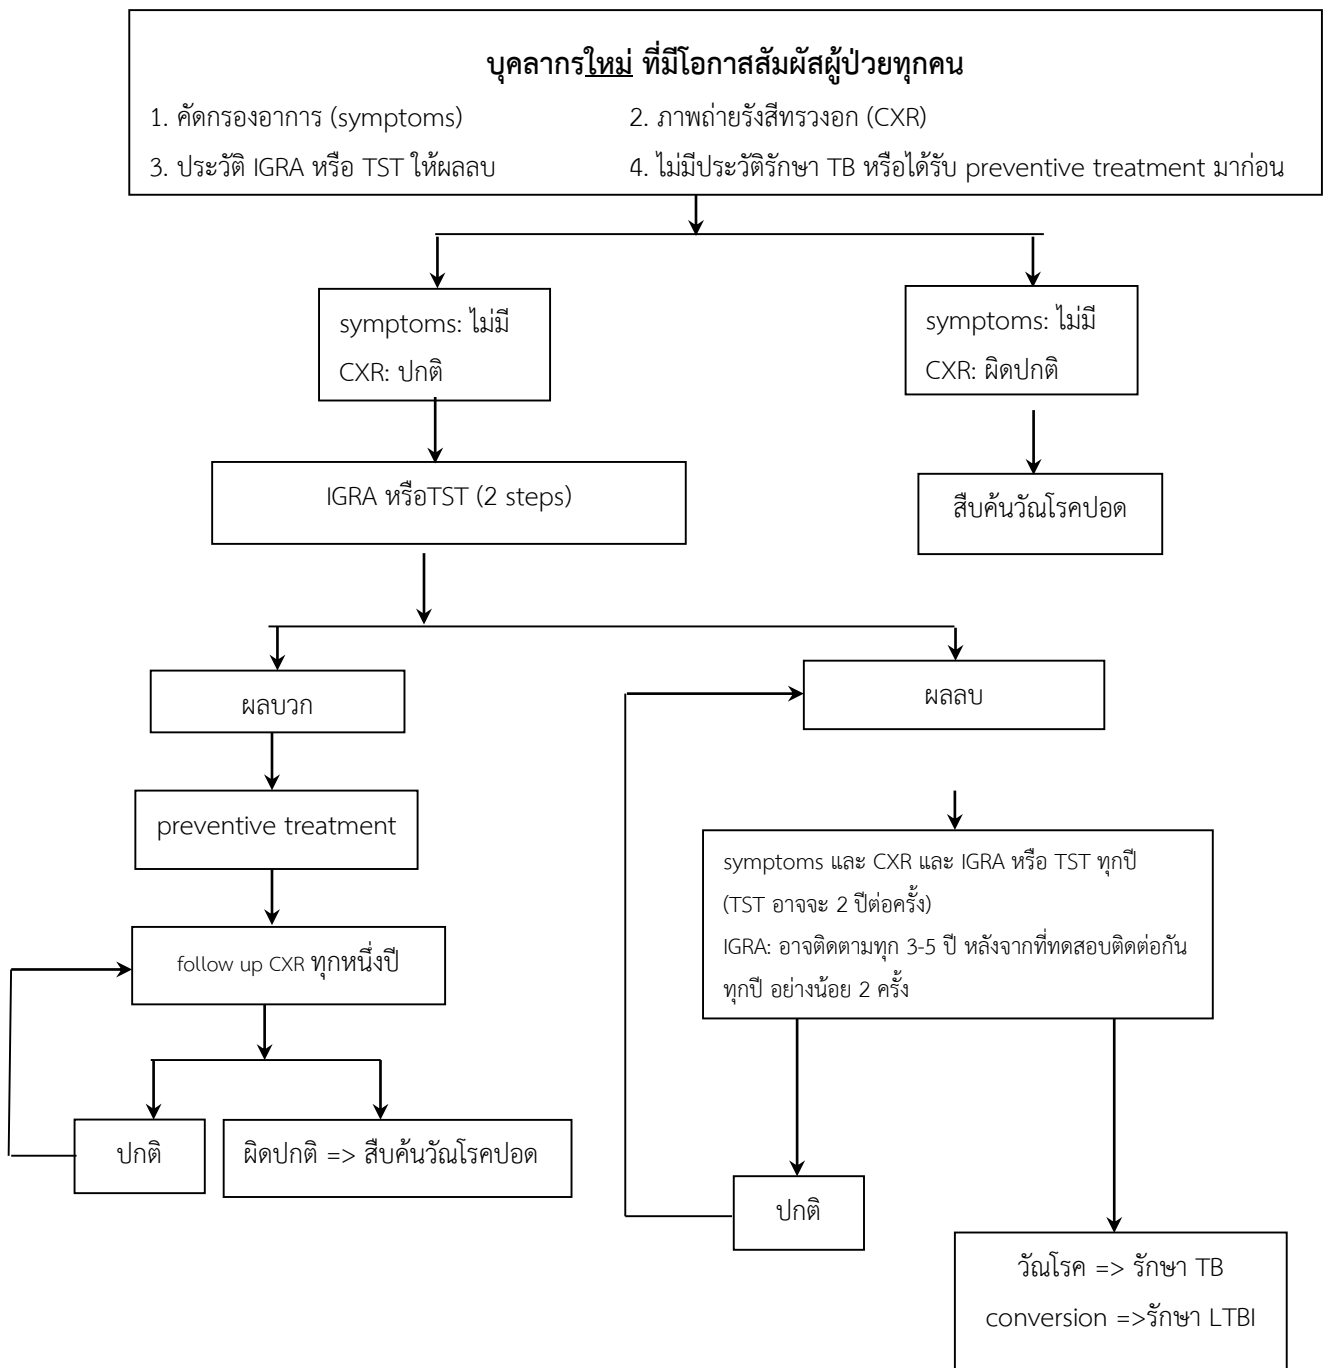 บุคลากรใหม่ ที่มีโอกาสสัมผัสผู้ป่วยทุกคน
1. คัดกรองอาการ (symptoms) 2. ภาพถ่ายรังสีทรวงอก (CXR)
3. ประวัติ IGRA หรือ TST ให้ผลลบ 4. ไม่มีประวัติรักษา TB หรือได้รับ preventive treatment มาก่อน
symptoms: ไม่มี
CXR: ปกติ
symptoms: ไม่มี
CXR: ผิดปกติ
IGRA หรือTST (2 steps)
สืบค้นวัณโรคปอด
ผลบวก
ผลลบ
preventive treatment
symptoms และ CXR และ IGRA หรือ TST ทุกปี
(TST อาจจะ 2 ปีต่อครั้ง)
IGRA: อาจติดตามทุก 3-5 ปี หลังจากที่ทดสอบติดต่อกัน
ทุกปี อย่างน้อย 2 ครั้ง
follow up CXR ทุกหนึ่งปี
ปกติ
ผิดปกติ => สืบค้นวัณโรคปอด
ปกติ
วัณโรค => รักษา TB
conversion =>รักษา LTBI